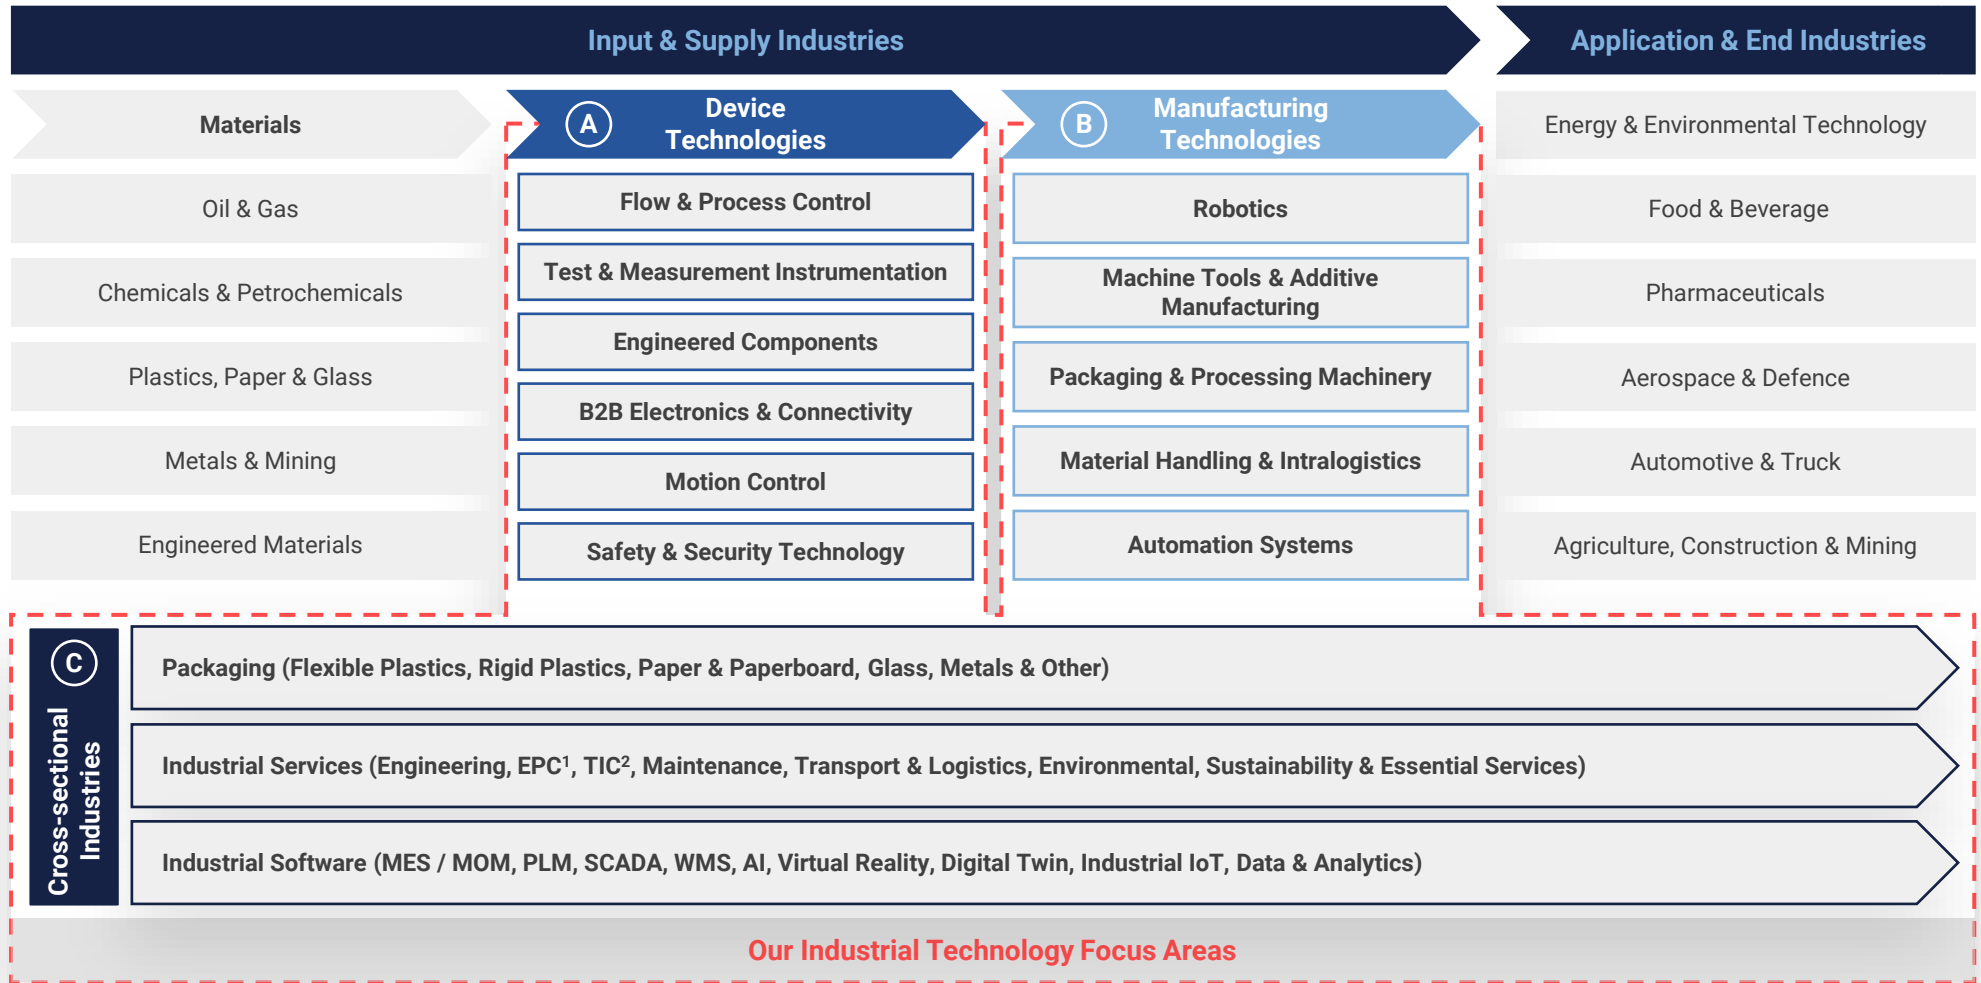 Input & Supply Industries
Application & End Industries
Materials
Oil & Gas
Chemicals & Petrochemicals
Plastics, Paper & Glass
Metals & Mining
Engineered Materials
A
Device
Technologies
Flow & Process Control
Test & Measurement Instrumentation
Engineered Components
B2B Electronics & Connectivity
Motion Control
Safety & Security Technology
B
Manufacturing
Technologies
Robotics
Machine Tools & Additive
Manufacturing
Packaging & Processing Machinery
Material Handling & Intralogistics
Automation Systems
Energy & Environmental Technology
Food & Beverage
Pharmaceuticals
Aerospace & Defence
Automotive & Truck
Agriculture, Construction & Mining
C
Cross-sectional
Industries
Packaging (Flexible Plastics, Rigid Plastics, Paper & Paperboard, Glass, Metals & Other)
Industrial Services (Engineering, EPC¹, TIC², Maintenance, Transport & Logistics, Environmental, Sustainability & Essential Services)
Industrial Software (MES / MOM, PLM, SCADA, WMS, AI, Virtual Reality, Digital Twin, Industrial IoT, Data & Analytics)
Our Industrial Technology Focus Areas